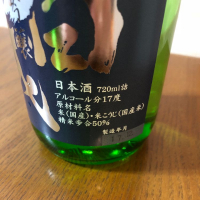 日本酒 720ml詰
アルコール分17度
原材料名
米(国産)・米こうじ(国産米)
精米歩合50%
製造年月